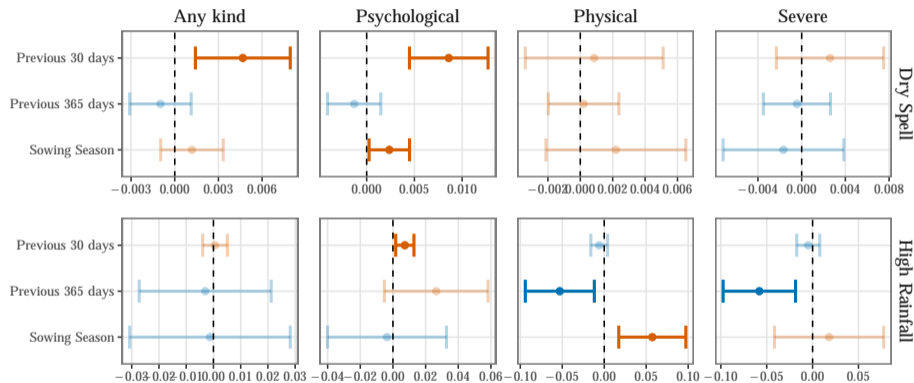 Any kind Psychological Physical Severe
Previous 30 days
Previous 365 days
Sowing Season
Dry Spell
−0.003 0.000 0.003 0.006 0.000 0.005 0.010 −0.002 0.000 0.002 0.004 0.006 −0.004 0.000 0.004 0.008
Previous 30 days
Previous 365 days
Sowing Season
High Rainfall
−0.03 −0.02 −0.01 0.00 0.01 0.02 0.03 −0.04 −0.02 0.00 0.02 0.04 0.06 −0.10 −0.05 0.00 0.05 0.10 −0.10 −0.05 0.00 0.05